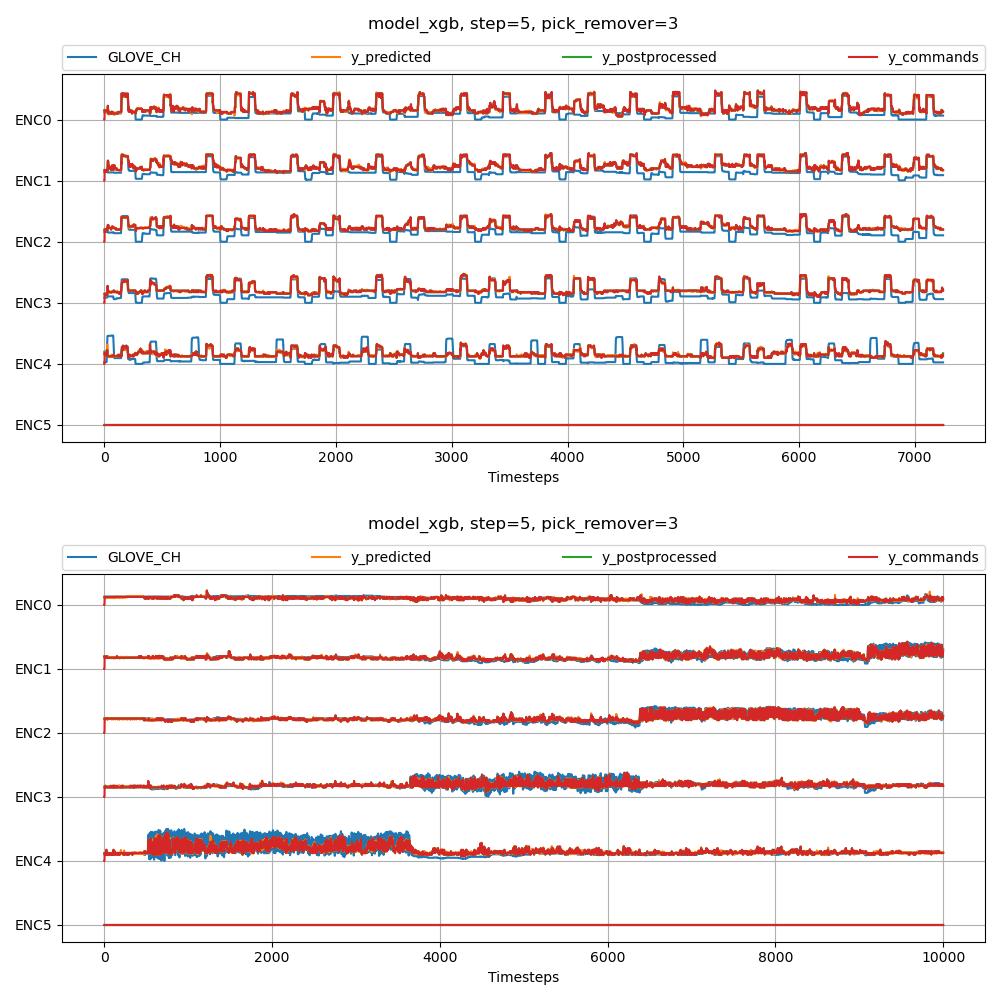 model_xgb, step=5, pick_remover=3
GLOVE_CH y_predicted y_postprocessed y_commands
ENC0
ENC1
ENC2
ENC3
ENC4
ENC5
0 1000 2000 3000 4000 5000 6000 7000
Timesteps
model_xgb, step=5, pick_remover=3
GLOVE_CH y_predicted y_postprocessed y_commands
ENC0
ENC1
ENC2
ENC3
ENC4
ENC5
0 2000 4000 6000 8000 10000
Timesteps